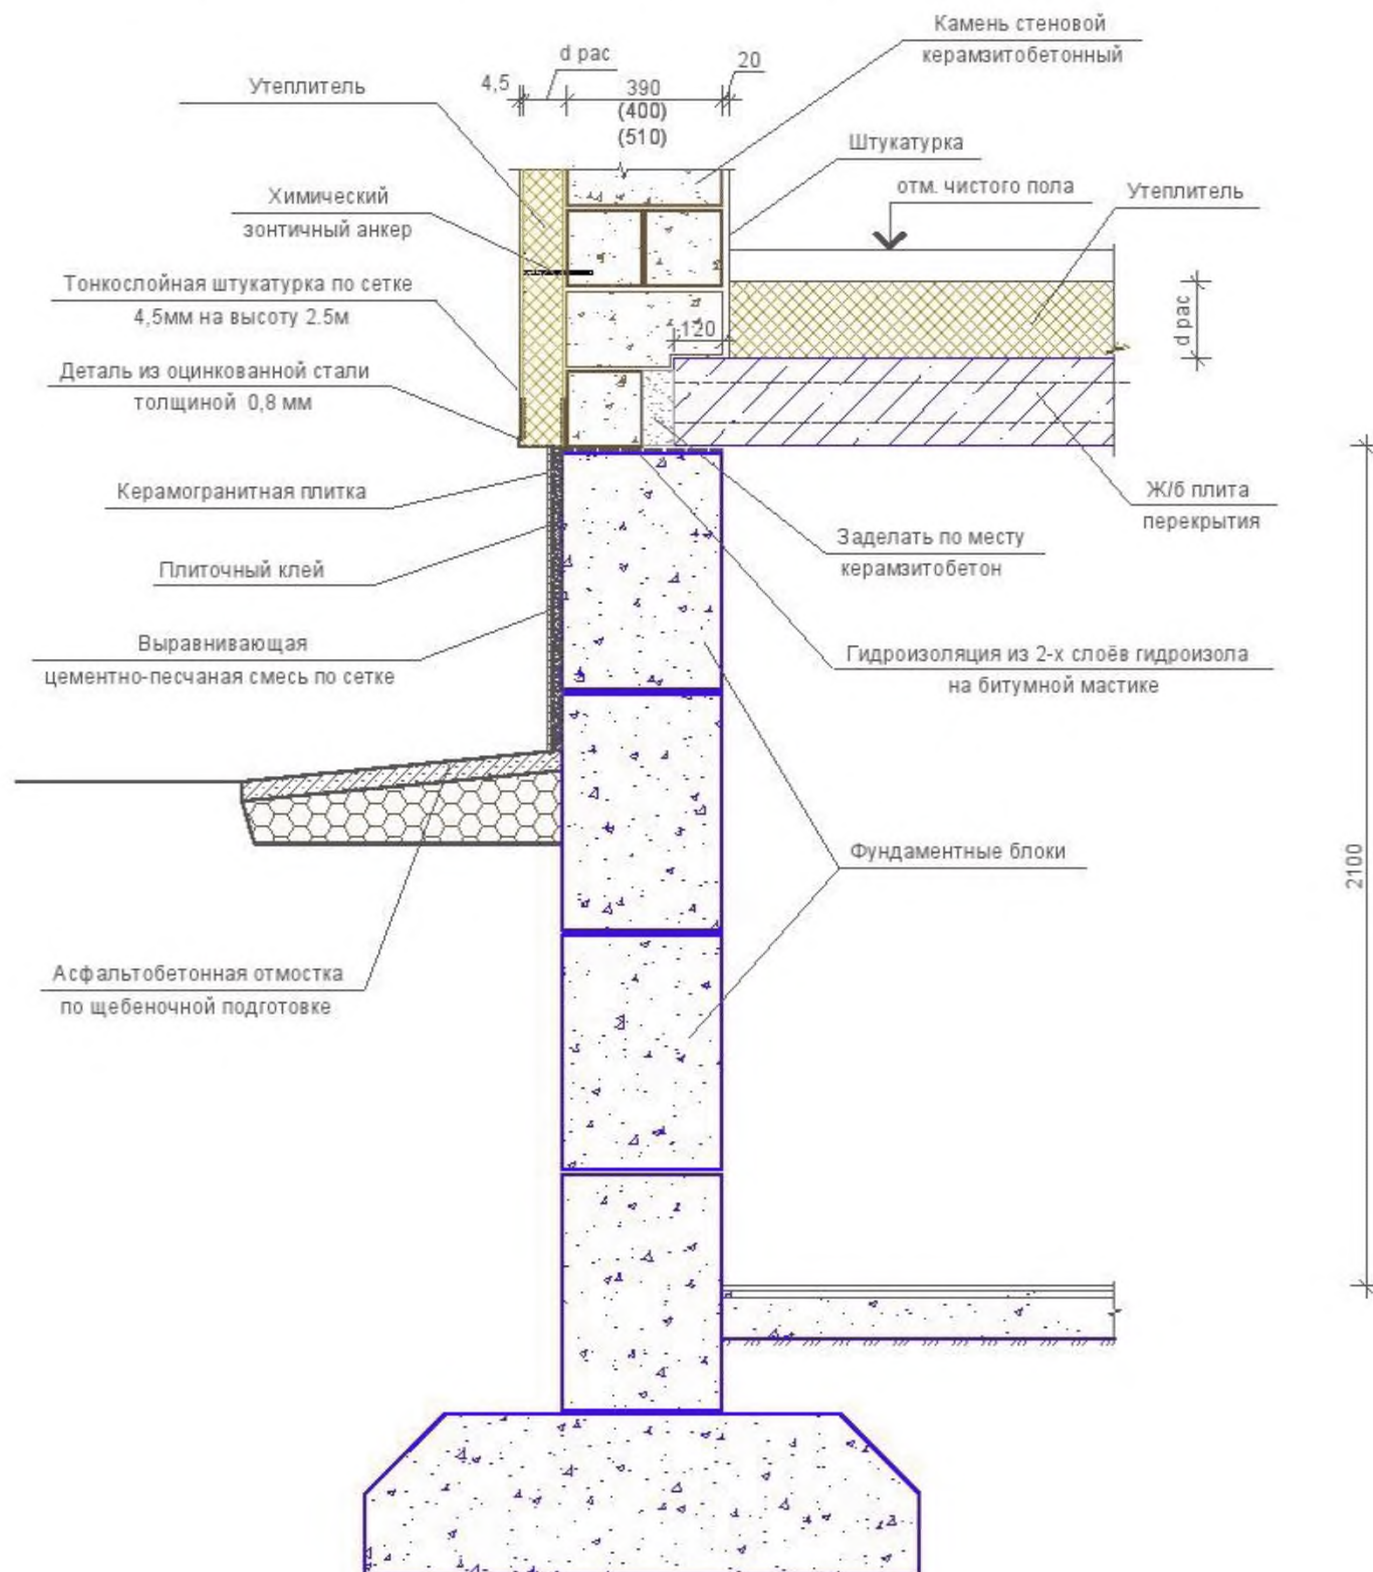 Камень стеновой
керамзитобетонный
d рас
20
4,5
390
(400)
(510)
Утеплитель
Штукатурка
отм. чистого пола
Утеплитель
Химический
зонтичный анкер
Тонкослойная штукатурка по сетке
4,5мм на высоту 2.5м
120
d рас
Деталь из оцинкованной стали
толщиной 0,8 мм
Керамогранитная плитка
Ж/б плита
перекрытия
Заделать по месту
керамзитобетон
Плиточный клей
Выравнивающая
цементно-песчаная смесь по сетке
Гидроизоляция из 2-х слоёв гидроизола
на битумной мастике
Фундаментные блоки
2100
Асфальтобетонная отмостка
по щебеночной подготовке